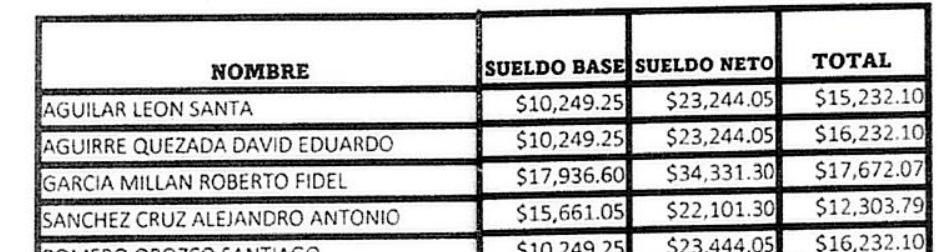 NOMBRE SUELDO BASE SUELDO NETO TOTAL
AGUILAR LEON SANTA $10,249.25 $23,244.05 $15,232.10
AGUIRRE QUEZADA DAVID EDUARDO $10,249.25 $23,244.05 $16,232.10
GARCIA MILLAN ROBERTO FIDEL $17,936.60 $34,331.30 $17,672.07
SANCHEZ CRUZ ALEJANDRO ANTONIO $15,661.05 $22,101.30 $12,303.79
ROMERO OROZCO SANTIAGO $10,249.25 $23,444.05 $16,232.10